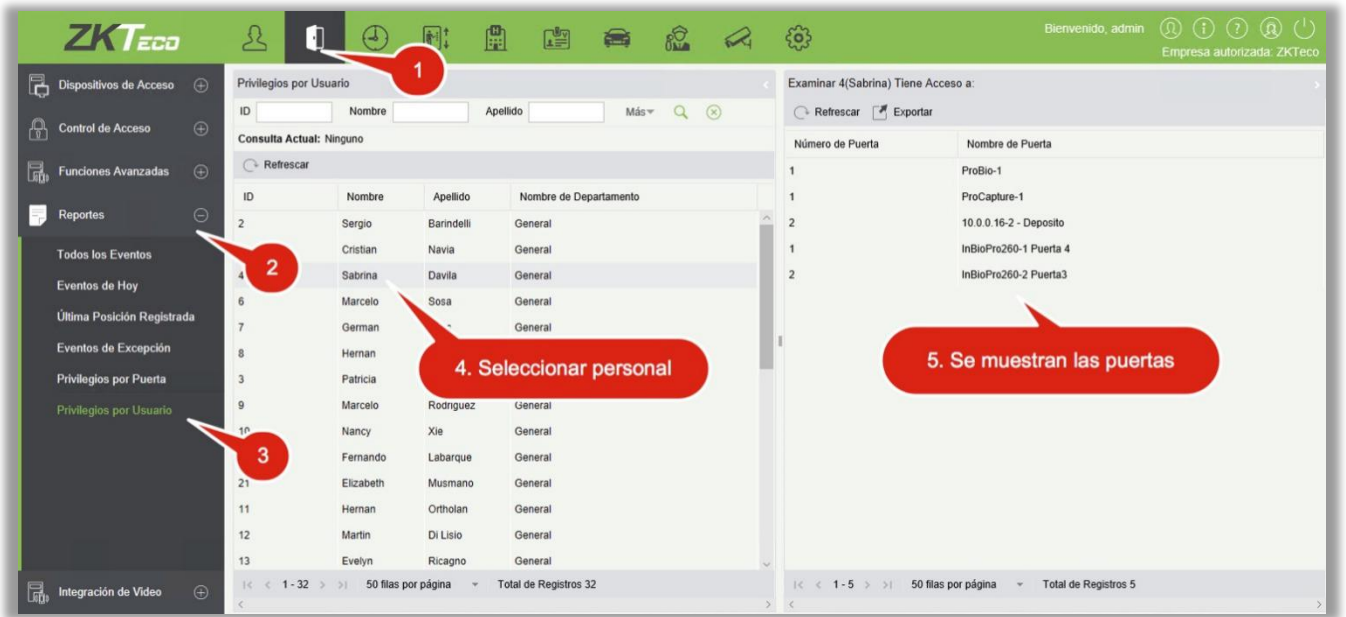 ZKTeco
Bienvenido, admin
Empresa autorizada: ZKTeco
1
Dispositivos de Acceso
Control de Acceso
Funciones Avanzadas
Reportes
2
Todos los Eventos
Eventos de Hoy
Última Posición Registrada
Eventos de Excepción
Privilegios por Puerta
Privilegios por Usuario
3
Integración de Video
Privilegios por Usuario
ID Nombre Apellido Más
Consulta Actual: Ninguno
Refrescar
ID Nombre Apellido Nombre de Departamento
2 Sergio Barindelli General
Cristian Navia General
4 Sabrina Davila General
6 Marcelo Sosa General
7 German General
8 Hernan
3 Patricia
9 Marcelo Rodriguez General
10 Nancy Xie General
Fernando Labarque General
21 Elizabeth Musmano General
11 Hernan Ortholan General
12 Martin Di Lisio General
13 Evelyn Ricagno General
4. Seleccionar personal
1 - 32 50 filas por página Total de Registros 32
Examinar 4(Sabrina) Tiene Acceso a:
Refrescar Exportar
Número de Puerta Nombre de Puerta
1 ProBio-1
1 ProCapture-1
2 10.0.0.16-2 - Deposito
1 InBioPro260-1 Puerta 4
2 InBioPro260-2 Puerta3
5. Se muestran las puertas
1 - 5 50 filas por página Total de Registros 5